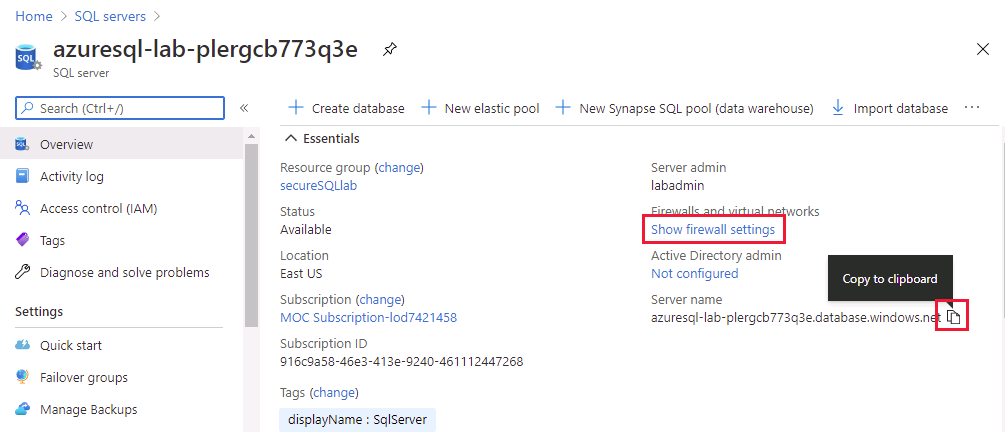 Home > SQL servers >
azuresql-lab-plergcb773q3e
SQL
SQL server
Search (Ctrl+/)
«
Overview
Activity log
Access control (IAM)
Tags
Diagnose and solve problems
Settings
Quick start
Failover groups
Manage Backups
+ Create database + New elastic pool + New Synapse SQL pool (data warehouse) Import database ...
Essentials
Resource group (change)
secureSQLlab
Status
Available
Location
East US
Subscription (change)
MOC Subscription-lod7421458
Subscription ID
916c9a58-46e3-413e-9240-461112447268
Tags (change)
displayName : SqlServer
Server admin
labadmin
Firewalls and virtual networks
Show firewall settings
Active Directory admin
Not configured
Copy to clipboard
Server name
azuresql-lab-plergcb773q3e.database.windows.net